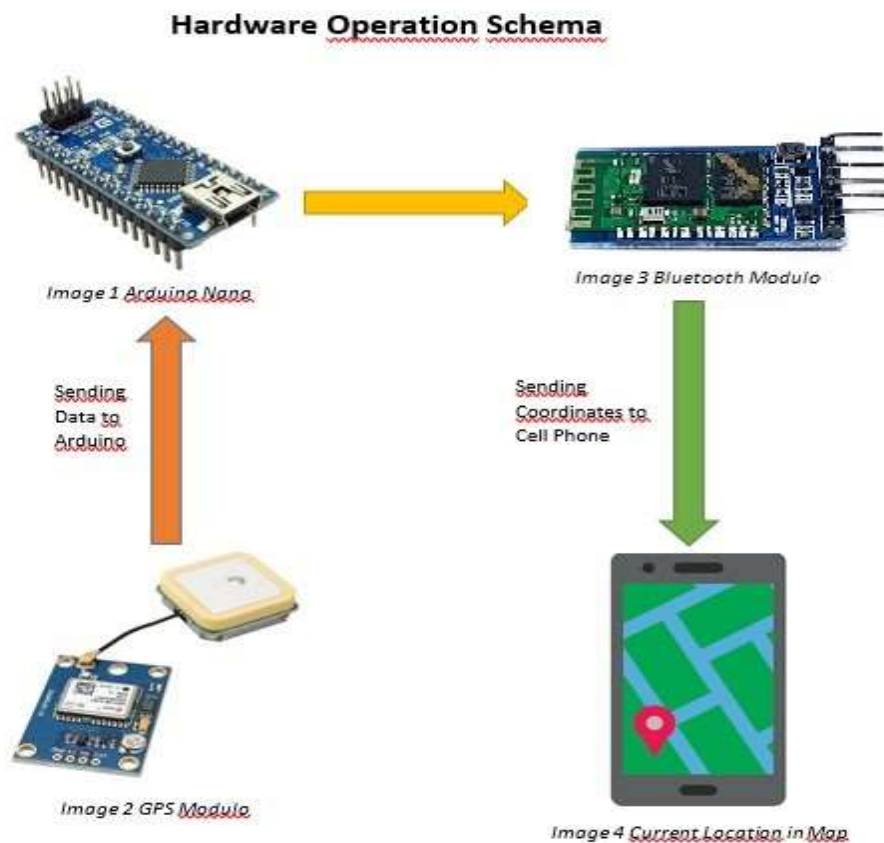 Hardware Operation Schema
Image 1 Arduino Nano
Image 3 Bluetooth Modulo
Sending
Data to
Arduino
Sending
Coordinates to
Cell Phone
Image 2 GPS Modulo
Image 4 Current Location in Map